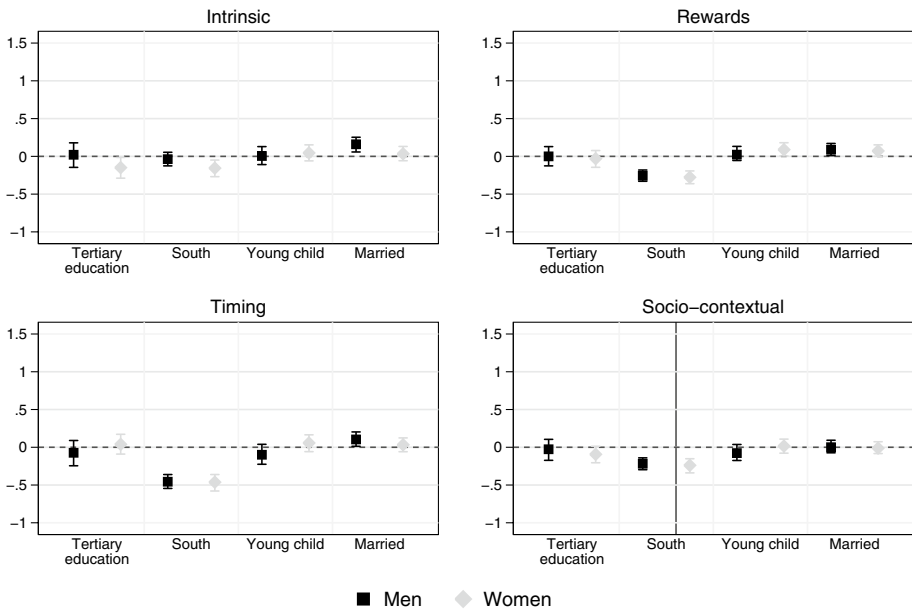 Intrinsic
1.5
1
.5
0
−.5
−1
Tertiary education
South
Young child
Married
Rewards
1.5
1
.5
0
−.5
−1
Tertiary education
South
Young child
Married
Timing
1.5
1
.5
0
−.5
−1
Tertiary education
South
Young child
Married
Socio−contextual
1.5
1
.5
0
−.5
−1
Tertiary education
South
Young child
Married
Men
Women